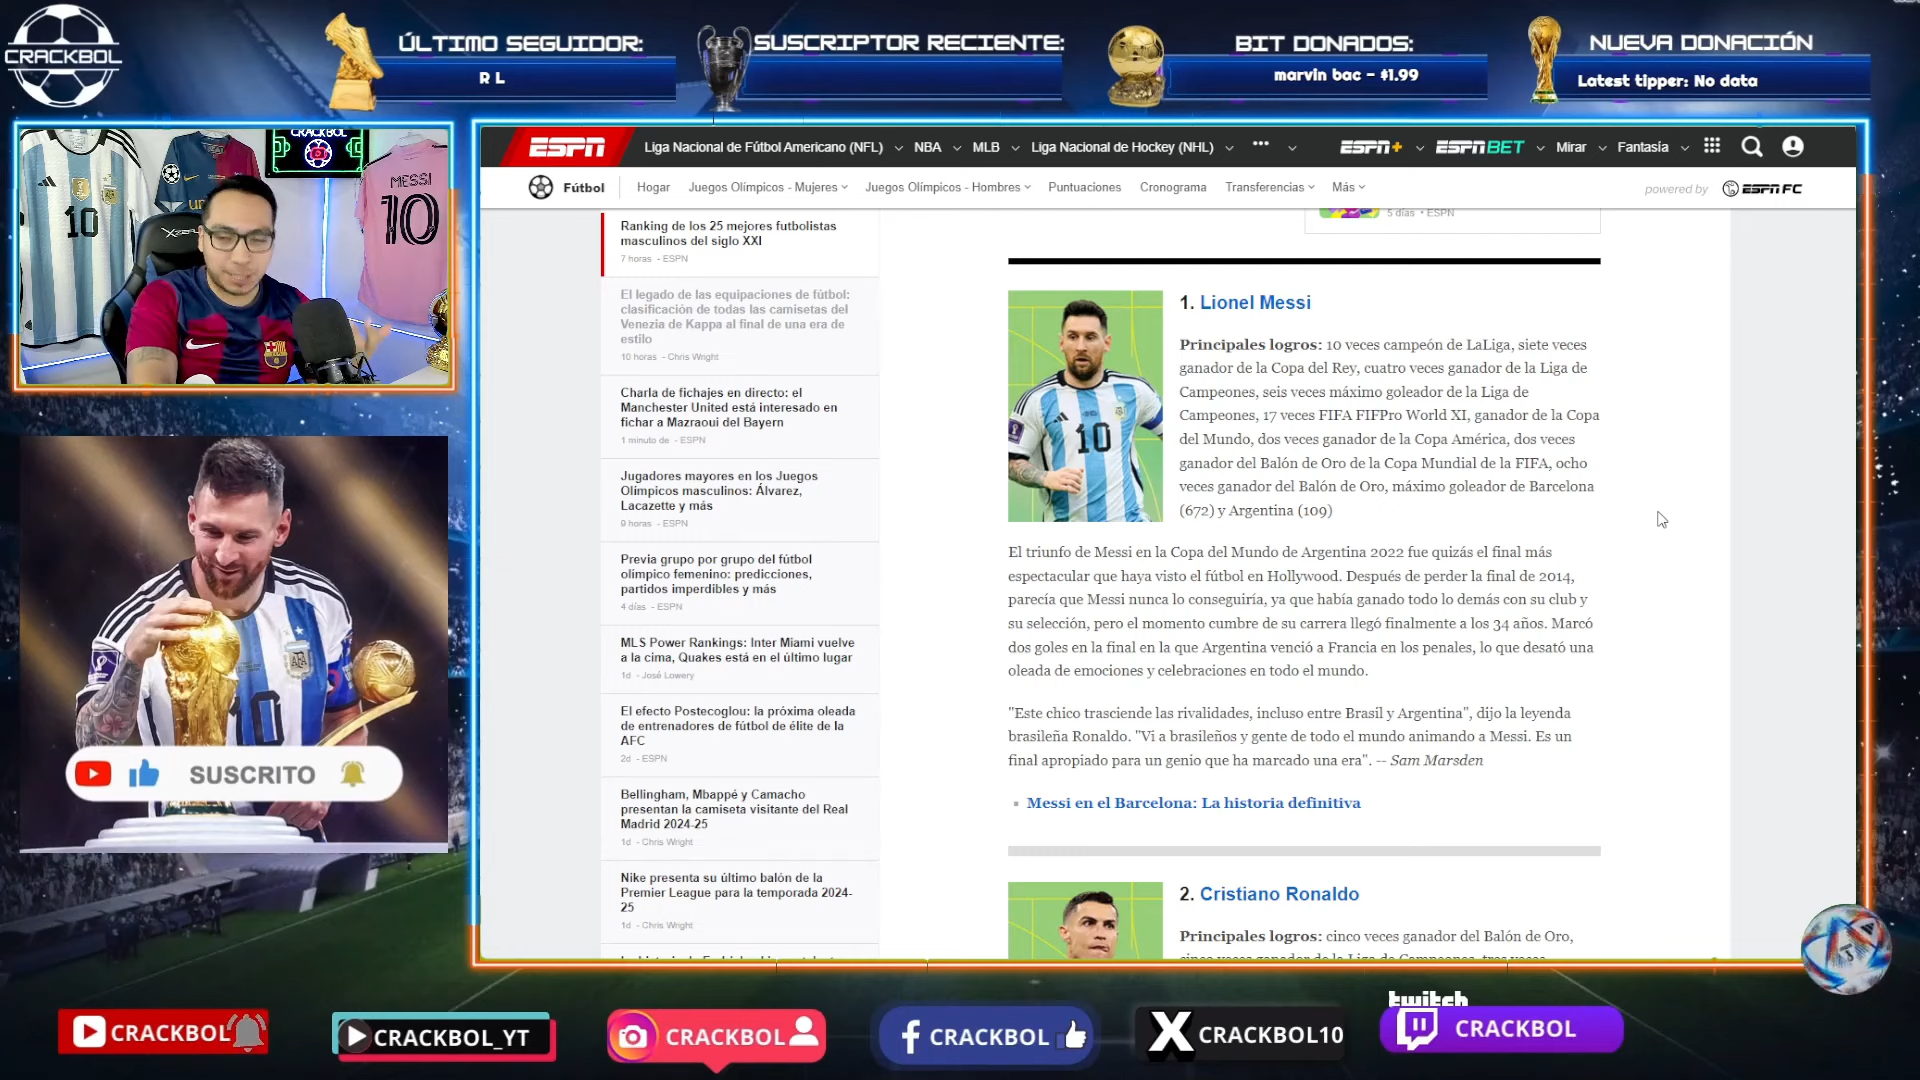 CRACKBOL
ÚLTIMO SEGUIDOR:
R L
SUSCRIPTOR RECIENTE:
BIT DONADOS:
marvin bac - $1.99
NUEVA DONACIÓN
Latest tipper: No data
CRACKBOL
10
MESSI
10
ESPN
Liga Nacional de Fútbol Americano (NFL)
NBA
MLB
Liga Nacional de Hockey (NHL)
ESPN+
ESPN BET
Mirar
Fantasía
Fútbol
Hogar
Juegos Olímpicos - Mujeres
Juegos Olímpicos - Hombres
Puntuaciones
Cronograma
Transferencias
Más
powered by
ESPN FC
Ranking de los 25 mejores futbolistas
masculinos del siglo XXI
7 horas - ESPN
El legado de las equipaciones de fútbol:
clasificación de todas las camisetas del
Venezia de Kappa al final de una era de
estilo
10 horas - Chris Wright
Charla de fichajes en directo: el
Manchester United está interesado en
fichar a Mazraoui del Bayern
1 minuto de - ESPN
Jugadores mayores en los Juegos
Olímpicos masculinos: Álvarez,
Lacazette y más
9 horas - ESPN
Previa grupo por grupo del fútbol
olímpico femenino: predicciones,
partidos imperdibles y más
4 días - ESPN
MLS Power Rankings: Inter Miami vuelve
a la cima, Quakes está en el último lugar
1d - José Lowery
El efecto Postecoglou: la próxima oleada
de entrenadores de fútbol de élite de la
AFC
2d - ESPN
Bellingham, Mbappé y Camacho
presentan la camiseta visitante del Real
Madrid 2024-25
1d - Chris Wright
Nike presenta su último balón de la
Premier League para la temporada 2024-
25
1d - Chris Wright
5 días • ESPN
1. Lionel Messi
Principales logros: 10 veces campeón de LaLiga, siete veces
ganador de la Copa del Rey, cuatro veces ganador de la Liga de
Campeones, seis veces máximo goleador de la Liga de
Campeones, 17 veces FIFA FIFPro World XI, ganador de la Copa
del Mundo, dos veces ganador de la Copa América, dos veces
ganador del Balón de Oro de la Copa Mundial de la FIFA, ocho
veces ganador del Balón de Oro, máximo goleador de Barcelona
(672) y Argentina (109)
10
El triunfo de Messi en la Copa del Mundo de Argentina 2022 fue quizás el final más
espectacular que haya visto el fútbol en Hollywood. Después de perder la final de 2014,
parecía que Messi nunca lo conseguiría, ya que había ganado todo lo demás con su club y
su selección, pero el momento cumbre de su carrera llegó finalmente a los 34 años. Marcó
dos goles en la final en la que Argentina venció a Francia en los penales, lo que desató una
oleada de emociones y celebraciones en todo el mundo.
"Este chico trasciende las rivalidades, incluso entre Brasil y Argentina", dijo la leyenda
brasileña Ronaldo. "Vi a brasileños y gente de todo el mundo animando a Messi. Es un
final apropiado para un genio que ha marcado una era". -- Sam Marsden
Messi en el Barcelona: La historia definitiva
2. Cristiano Ronaldo
Principales logros: cinco veces ganador del Balón de Oro,
AFA
10
SUSCRITO
CRACKBOL
CRACKBOL_YT
CRACKBOL
CRACKBOL
CRACKBOL10
twitch
CRACKBOL